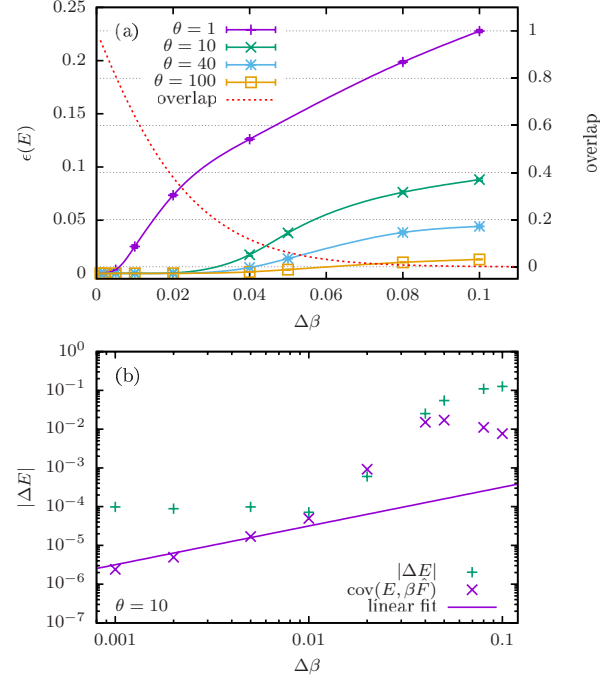 (a)
θ = 1
θ = 10
θ = 40
θ = 100
overlap
ϵ(E)
0.25
0.2
0.15
0.1
0.05
0
1
0.8
0.6
0.4
0.2
0
overlap
0 0.02 0.04 0.06 0.08 0.1
Δβ
(b)
|ΔE|
10⁰
10⁻¹
10⁻²
10⁻³
10⁻⁴
10⁻⁵
10⁻⁶
10⁻⁷
|ΔE|
cov(E, βF̂)
linear fit
θ = 10
0.001 0.01 0.1
Δβ